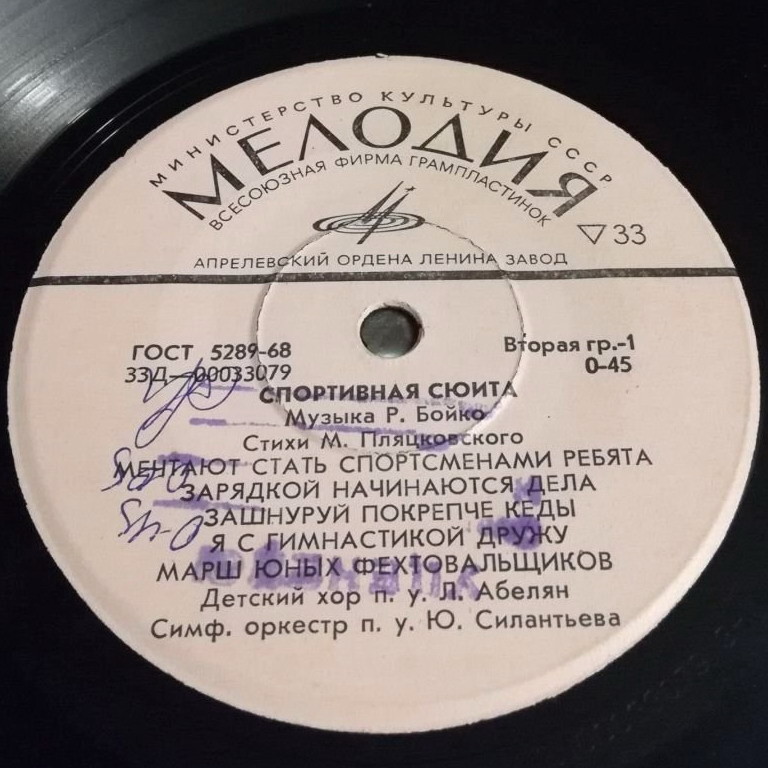 МИНИСТЕРСТВО КУЛЬТУРЫ СССР
МЕЛОДИЯ
ВСЕСОЮЗНАЯ ФИРМА ГРАМПЛАСТИНОК
33
АПРЕЛЕВСКИЙ ОРДЕНА ЛЕНИНА ЗАВОД
ГОСТ 5289-68
Вторая гр.-1
33Д—00033079
0-45
СПОРТИВНАЯ СЮИТА
Музыка Р. Бойко
Стихи М. Пляцковского
МЕЧТАЮТ СТАТЬ СПОРТСМЕНАМИ РЕБЯТА
ЗАРЯДКОЙ НАЧИНАЮТСЯ ДЕЛА
ЗАШНУРУЙ ПОКРЕПЧЕ КЕДЫ
0-45
Я С ГИМНАСТИКОЙ ДРУЖУ
МАРШ ЮНЫХ ФЕХТОВАЛЬЩИКОВ
Детский хор п. у. Л. Абелян
Симф. оркестр п. у. Ю. Силантьева